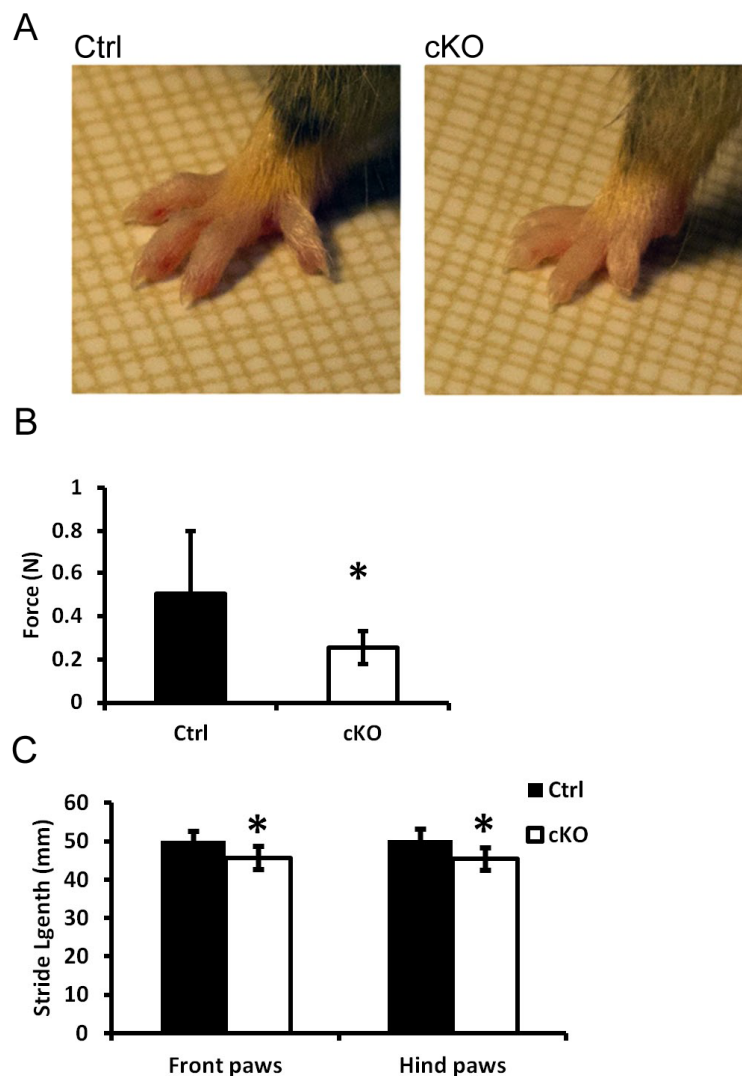 A
Ctrl
cKO
B
1
0.8
0.6
0.4
0.2
0
Force (N)
*
Ctrl
cKO
C
60
50
40
30
20
10
0
Stride Lgenth (mm)
*
*
Ctrl
cKO
Front paws
Hind paws